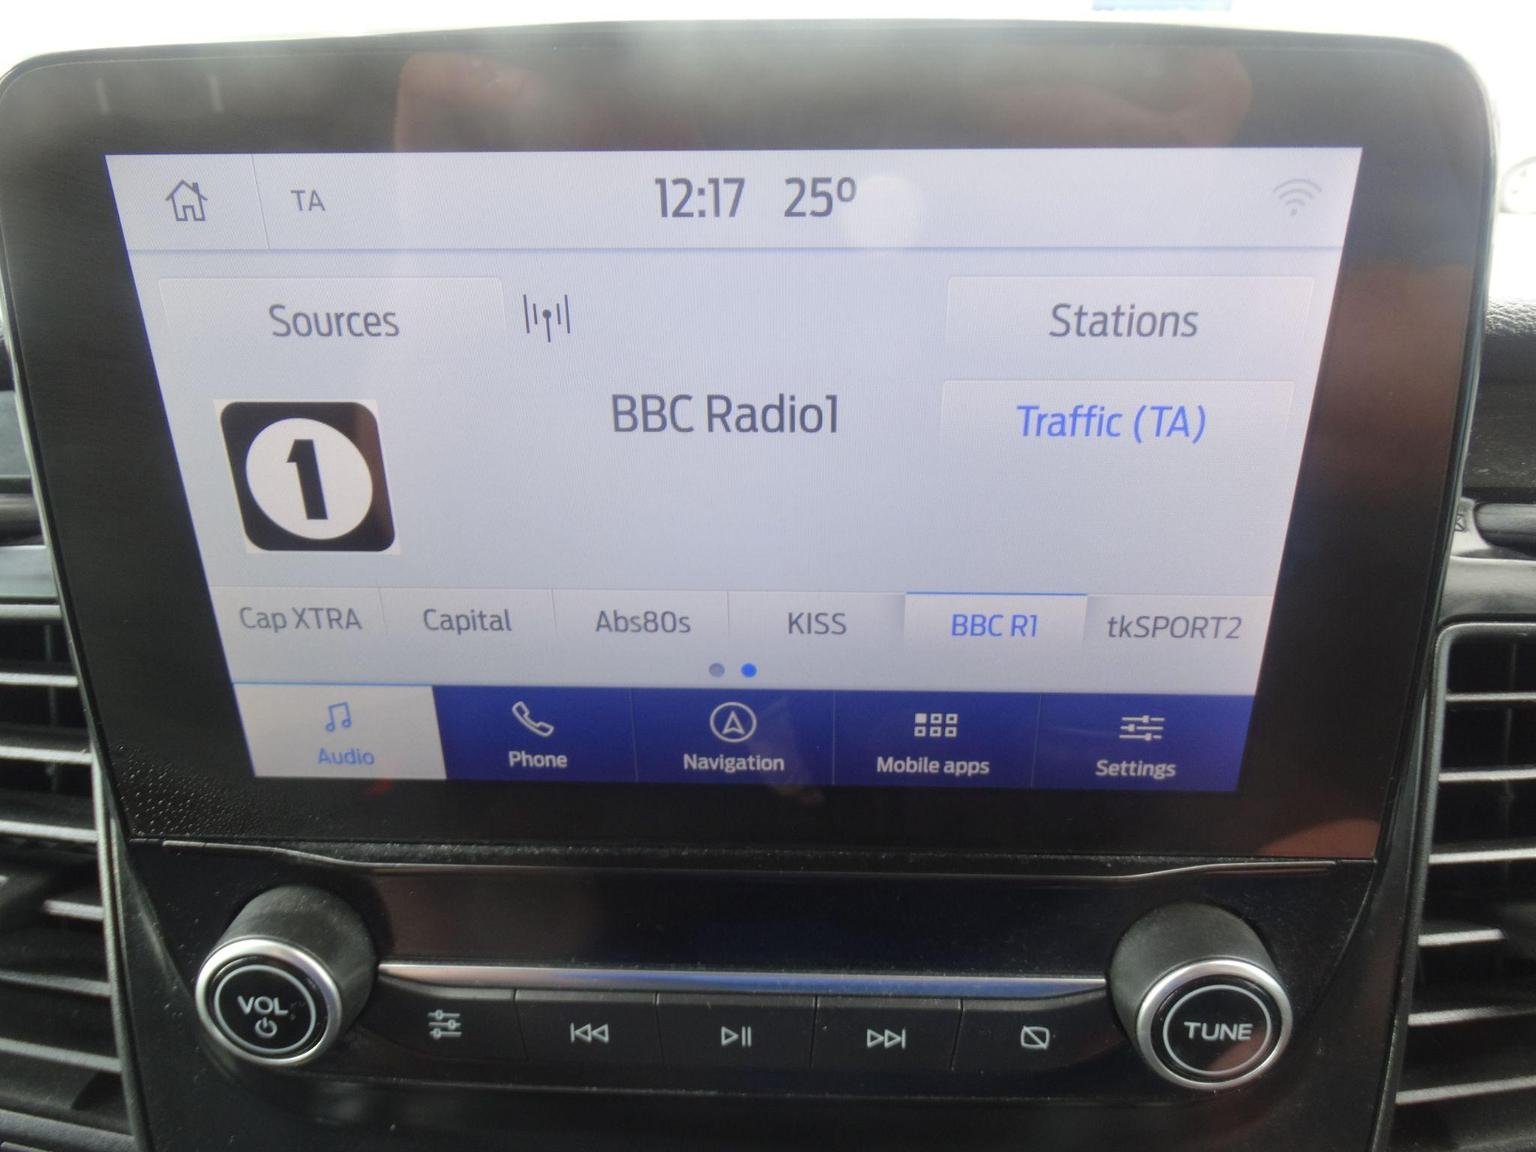 TA 12:17 25º
Sources Stations
BBC Radio1
Traffic (TA)
1
Cap XTRA Capital Abs80s KISS BBC R1 tkSPORT2
Audio Phone Navigation Mobile apps Settings
VOL TUNE